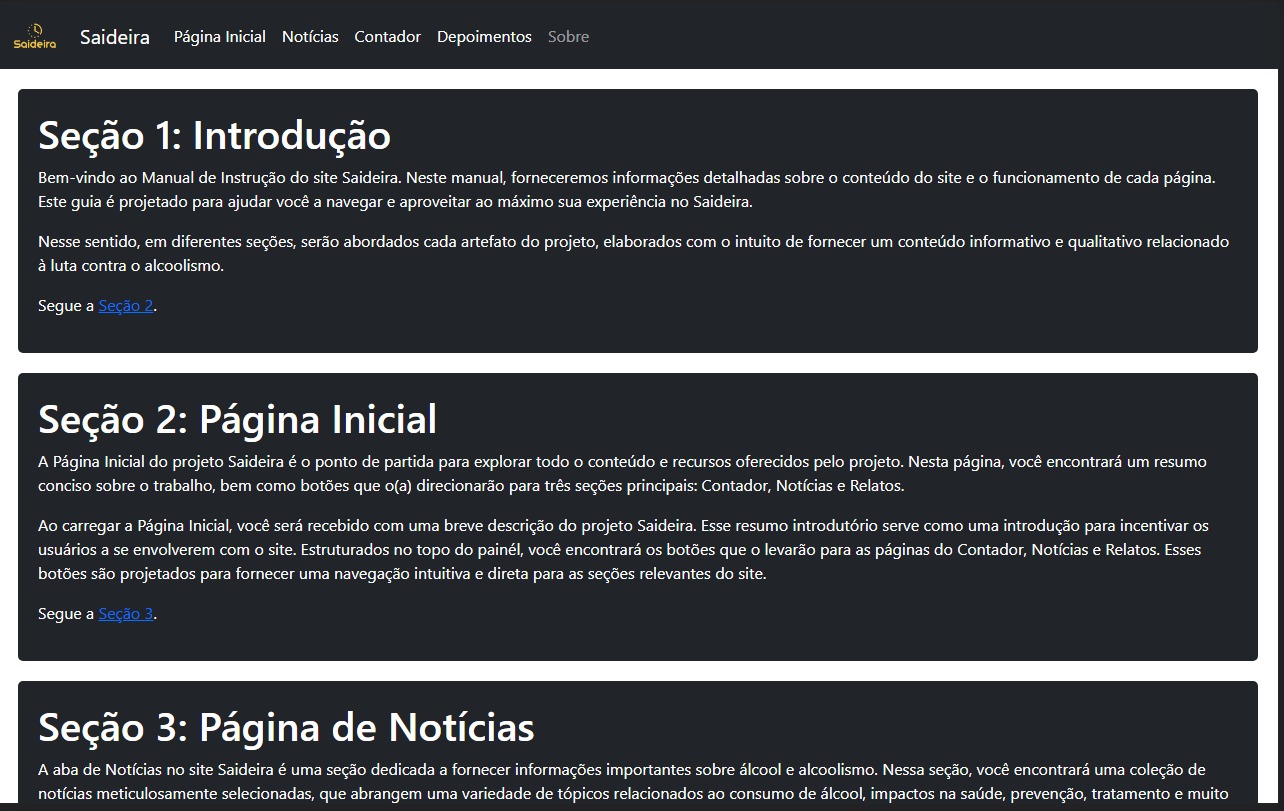 Saideira
Saideira
Página Inicial
Notícias
Contador
Depoimentos
Sobre
Seção 1: Introdução
Bem-vindo ao Manual de Instrução do site Saideira. Neste manual, forneceremos informações detalhadas sobre o conteúdo do site e o funcionamento de cada página.
Este guia é projetado para ajudar você a navegar e aproveitar ao máximo sua experiência no Saideira.
Nesse sentido, em diferentes seções, serão abordados cada artefato do projeto, elaborados com o intuito de fornecer um conteúdo informativo e qualitativo relacionado
à luta contra o alcoolismo.
Segue a Seção 2.
Seção 2: Página Inicial
A Página Inicial do projeto Saideira é o ponto de partida para explorar todo o conteúdo e recursos oferecidos pelo projeto. Nesta página, você encontrará um resumo
conciso sobre o trabalho, bem como botões que o(a) direcionarão para três seções principais: Contador, Notícias e Relatos.
Ao carregar a Página Inicial, você será recebido com uma breve descrição do projeto Saideira. Esse resumo introdutório serve como uma introdução para incentivar os
usuários a se envolverem com o site. Estruturados no topo do painél, você encontrará os botões que o levarão para as páginas do Contador, Notícias e Relatos. Esses
botões são projetados para fornecer uma navegação intuitiva e direta para as seções relevantes do site.
Segue a Seção 3.
Seção 3: Página de Notícias
A aba de Notícias no site Saideira é uma seção dedicada a fornecer informações importantes sobre álcool e alcoolismo. Nessa seção, você encontrará uma coleção de
notícias meticulosamente selecionadas, que abrangem uma variedade de tópicos relacionados ao consumo de álcool, impactos na saúde, prevenção, tratamento e muito